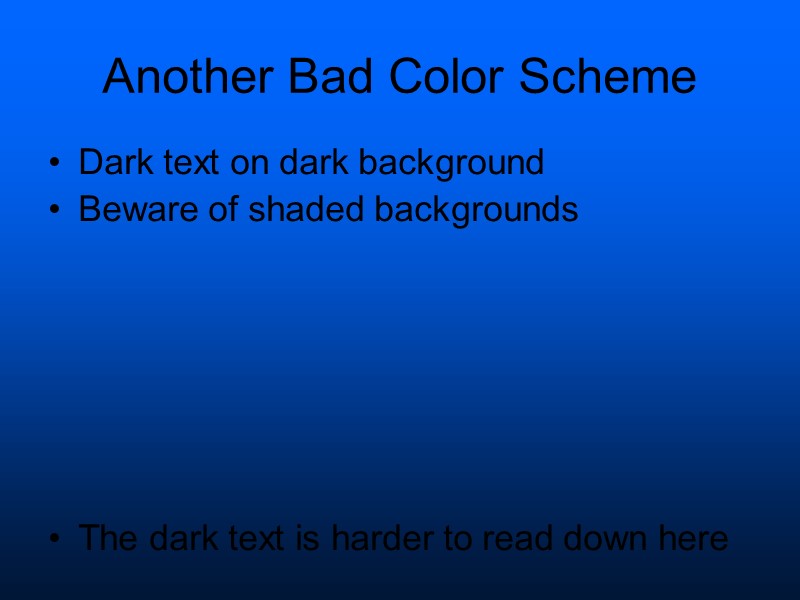 Another Bad Color Scheme
• Dark text on dark background
• Beware of shaded backgrounds
• The dark text is harder to read down here